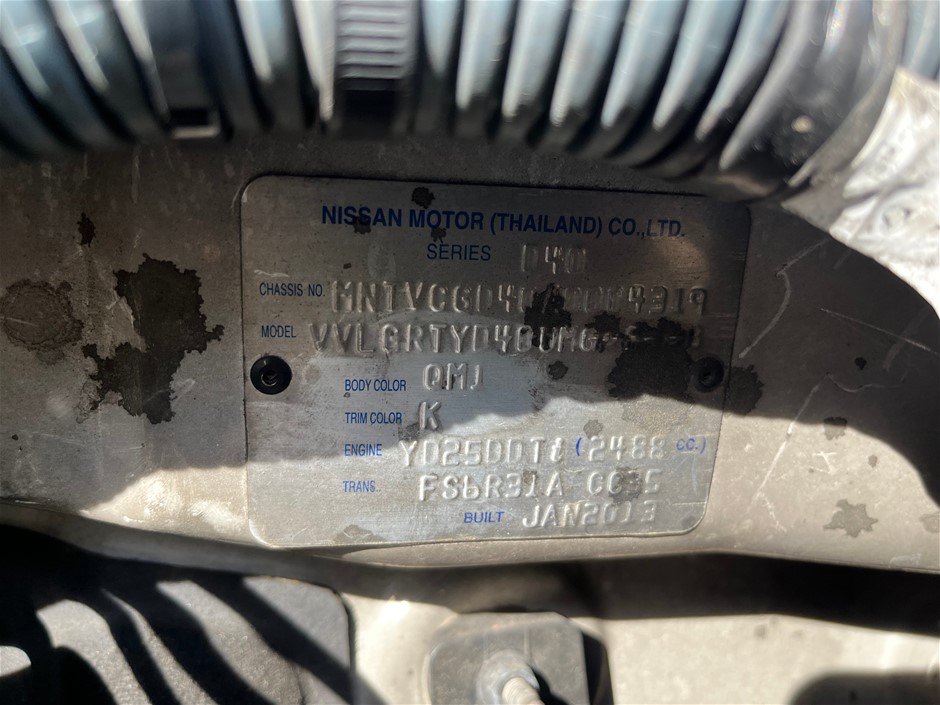 NISSAN MOTOR (THAILAND) CO.,LTD.
SERIES D40
CHASSIS NO.
MODEL
BODY COLOR QMJ
TRIM COLOR K
ENGINE YD25DDTi (2488 CC.)
TRANS.. FS6R31A
BUILT JAN2013